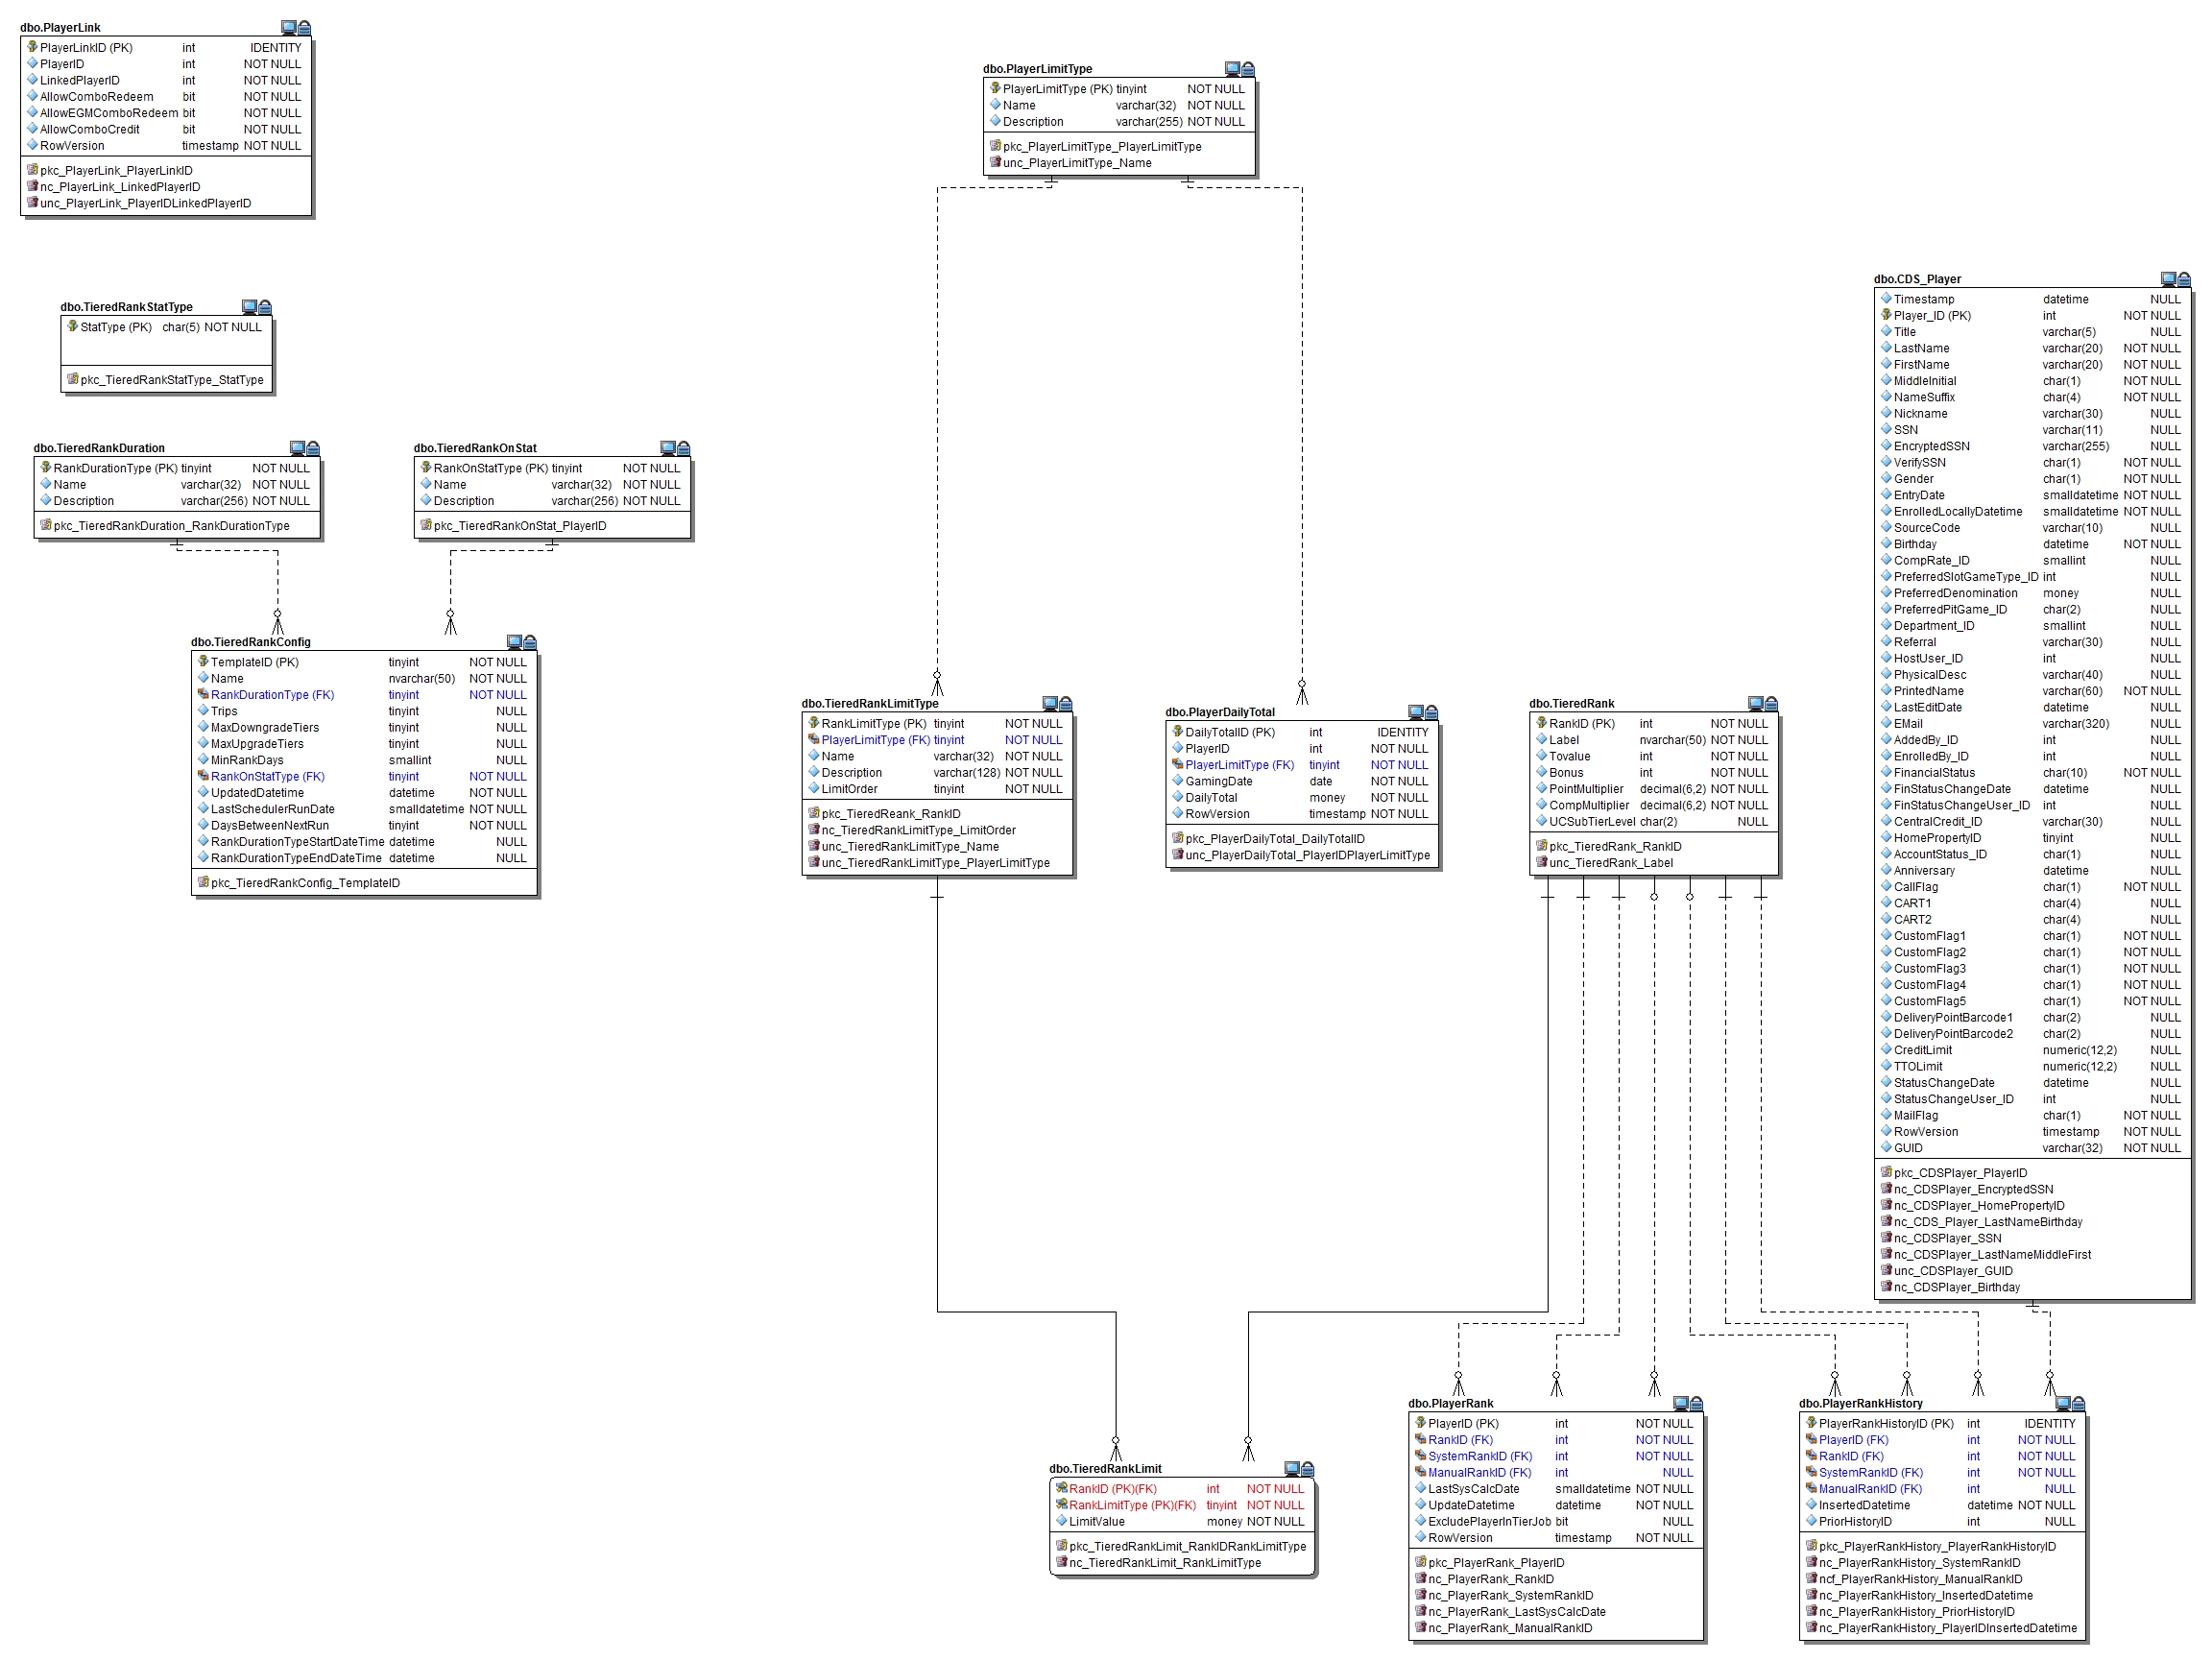 dbo.PlayerLink
PlayerLinkID (PK) int IDENTITY
PlayerID int NOT NULL
LinkedPlayerID int NOT NULL
AllowComboRedeem bit NOT NULL
AllowEGMComboRedeem bit NOT NULL
AllowComboCredit bit NOT NULL
RowVersion timestamp NOT NULL
pkc_PlayerLink_PlayerLinkID
nc_PlayerLink_LinkedPlayerID
unc_PlayerLink_PlayerIDLinkedPlayerID
dbo.PlayerLimitType
PlayerLimitType (PK) tinyint NOT NULL
Name varchar(32) NOT NULL
Description varchar(255) NOT NULL
pkc_PlayerLimitType_PlayerLimitType
unc_PlayerLimitType_Name
dbo.TieredRankStatType
StatType (PK) char(5) NOT NULL
pkc_TieredRankStatType_StatType
dbo.TieredRankDuration
RankDurationType (PK) tinyint NOT NULL
Name varchar(32) NOT NULL
Description varchar(256) NOT NULL
pkc_TieredRankDuration_RankDurationType
dbo.TieredRankOnStat
RankOnStatType (PK) tinyint NOT NULL
Name varchar(32) NOT NULL
Description varchar(256) NOT NULL
pkc_TieredRankOnStat_PlayerID
dbo.TieredRankConfig
TemplateID (PK) tinyint NOT NULL
Name nvarchar(50) NOT NULL
RankDurationType (FK) tinyint NOT NULL
Trips tinyint NULL
MaxDowngradeTiers tinyint NULL
MaxUpgradeTiers tinyint NULL
MinRankDays smallint NULL
RankOnStatType (FK) tinyint NOT NULL
UpdatedDatetime datetime NOT NULL
LastSchedulerRunDate smalldatetime NOT NULL
DaysBetweenNextRun tinyint NOT NULL
RankDurationTypeStartDateTime datetime NULL
RankDurationTypeEndDateTime datetime NULL
pkc_TieredRankConfig_TemplateID
dbo.TieredRankLimitType
RankLimitType (PK) tinyint NOT NULL
PlayerLimitType (FK) tinyint NOT NULL
Name varchar(32) NOT NULL
Description varchar(128) NOT NULL
LimitOrder tinyint NOT NULL
pkc_TieredReank_RankID
nc_TieredRankLimitType_LimitOrder
unc_TieredRankLimitType_Name
unc_TieredRankLimitType_PlayerLimitType
dbo.PlayerDailyTotal
DailyTotalID (PK) int IDENTITY
PlayerID int NOT NULL
PlayerLimitType (FK) tinyint NOT NULL
GamingDate date NOT NULL
DailyTotal money NOT NULL
RowVersion timestamp NOT NULL
pkc_PlayerDailyTotal_DailyTotalID
unc_PlayerDailyTotal_PlayerIDPlayerLimitType
dbo.TieredRank
RankID (PK) int NOT NULL
Label nvarchar(50) NOT NULL
Tovalue int NOT NULL
Bonus int NOT NULL
PointMultiplier decimal(6,2) NOT NULL
CompMultiplier decimal(6,2) NOT NULL
UCSubTierLevel char(2) NULL
pkc_TieredRank_RankID
unc_TieredRank_Label
dbo.CDS_Player
Timestamp datetime NULL
Player_ID (PK) int NOT NULL
Title varchar(5) NULL
LastName varchar(20) NOT NULL
FirstName varchar(20) NOT NULL
MiddleInitial char(1) NOT NULL
NameSuffix char(4) NOT NULL
Nickname varchar(30) NULL
SSN varchar(11) NULL
EncryptedSSN varchar(255) NULL
VerifySSN char(1) NOT NULL
Gender char(1) NOT NULL
EntryDate smalldatetime NOT NULL
EnrolledLocallyDatetime smalldatetime NOT NULL
SourceCode varchar(10) NULL
Birthday datetime NOT NULL
CompRate_ID smallint NULL
PreferredSlotGameType_ID int NULL
PreferredDenomination money NULL
PreferredPitGame_ID char(2) NULL
Department_ID smallint NULL
Referral varchar(30) NULL
HostUser_ID int NULL
PhysicalDesc varchar(40) NULL
PrintedName varchar(60) NOT NULL
LastEditDate datetime NULL
EMail varchar(320) NULL
AddedBy_ID int NULL
EnrolledBy_ID int NULL
FinancialStatus char(10) NOT NULL
FinStatusChangeDate datetime NULL
FinStatusChangeUser_ID int NULL
CentralCredit_ID varchar(30) NULL
HomePropertyID tinyint NULL
AccountStatus_ID char(1) NULL
Anniversary datetime NULL
CallFlag char(1) NOT NULL
CART1 char(4) NULL
CART2 char(4) NULL
CustomFlag1 char(1) NOT NULL
CustomFlag2 char(1) NOT NULL
CustomFlag3 char(1) NOT NULL
CustomFlag4 char(1) NOT NULL
CustomFlag5 char(1) NOT NULL
DeliveryPointBarcode1 char(2) NULL
DeliveryPointBarcode2 char(2) NULL
CreditLimit numeric(12,2) NULL
TTOLimit numeric(12,2) NULL
StatusChangeDate datetime NULL
StatusChangeUser_ID int NULL
MailFlag char(1) NOT NULL
RowVersion timestamp NOT NULL
GUID varchar(32) NOT NULL
pkc_CDSPlayer_PlayerID
nc_CDSPlayer_EncryptedSSN
nc_CDSPlayer_HomePropertyID
nc_CDS_Player_LastNameBirthday
nc_CDSPlayer_SSN
nc_CDSPlayer_LastNameMiddleFirst
unc_CDSPlayer_GUID
nc_CDSPlayer_Birthday
dbo.TieredRankLimit
RankID (PK)(FK) int NOT NULL
RankLimitType (PK)(FK) tinyint NOT NULL
LimitValue money NOT NULL
pkc_TieredRankLimit_RankIDRankLimitType
nc_TieredRankLimit_RankLimitType
dbo.PlayerRank
PlayerID (PK) int NOT NULL
RankID (FK) int NOT NULL
SystemRankID (FK) int NOT NULL
ManualRankID (FK) int NULL
LastSysCalcDate smalldatetime NOT NULL
UpdateDatetime datetime NOT NULL
ExcludePlayerInTierJob bit NULL
RowVersion timestamp NOT NULL
pkc_PlayerRank_PlayerID
nc_PlayerRank_RankID
nc_PlayerRank_SystemRankID
nc_PlayerRank_LastSysCalcDate
nc_PlayerRank_ManualRankID
dbo.PlayerRankHistory
PlayerRankHistoryID (PK) int IDENTITY
PlayerID (FK) int NOT NULL
RankID (FK) int NOT NULL
SystemRankID (FK) int NOT NULL
ManualRankID (FK) int NULL
InsertedDatetime datetime NOT NULL
PriorHistoryID int NULL
pkc_PlayerRankHistory_PlayerRankHistoryID
nc_PlayerRankHistory_SystemRankID
ncf_PlayerRankHistory_ManualRankID
nc_PlayerRankHistory_InsertedDatetime
nc_PlayerRankHistory_PriorHistoryID
nc_PlayerRankHistory_PlayerIDInsertedDatetime